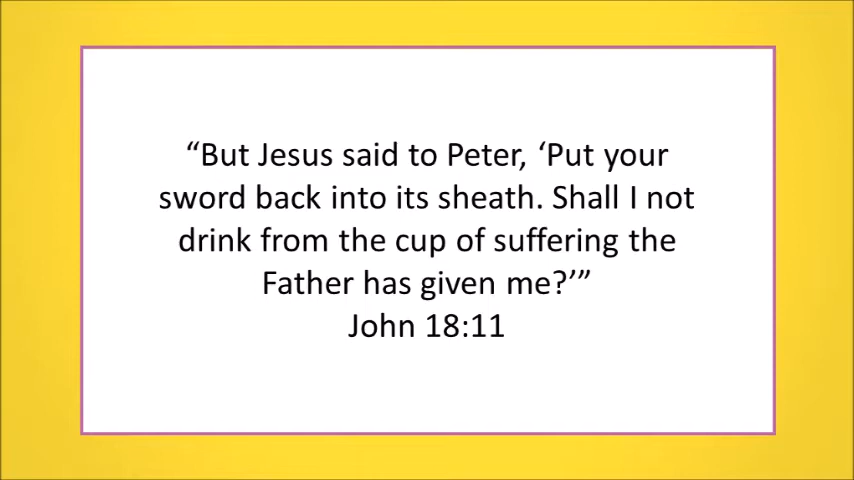 “But Jesus said to Peter, ‘Put your
sword back into its sheath. Shall I not
drink from the cup of suffering the
Father has given me?’”
John 18:11